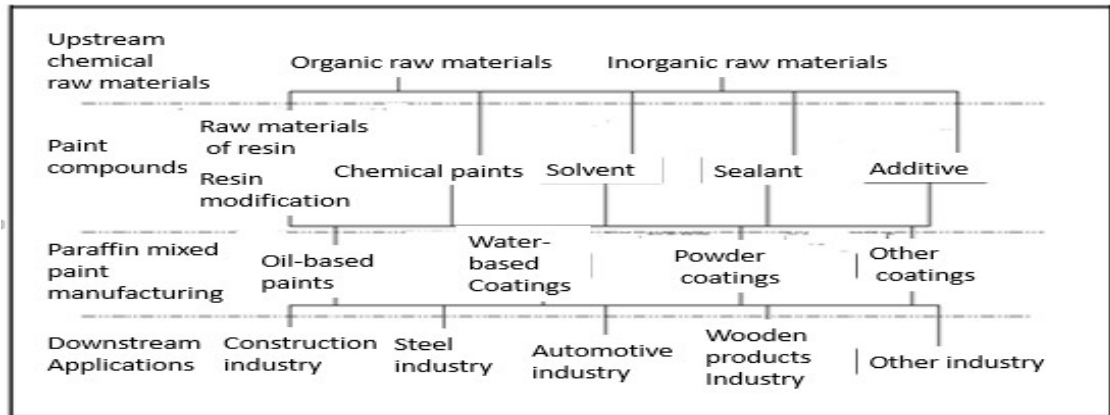 Upstream
chemical
raw materials
Organic raw materials
Inorganic raw materials
Paint
compounds
Raw materials
of resin
Resin
modification
Chemical paints
Solvent
Sealant
Additive
Paraffin mixed
paint
manufacturing
Oil-based
paints
Water-
based
Coatings
Powder
coatings
Other
coatings
Downstream
Applications
Construction
industry
Steel
industry
Automotive
industry
Wooden
products
Industry
Other industry